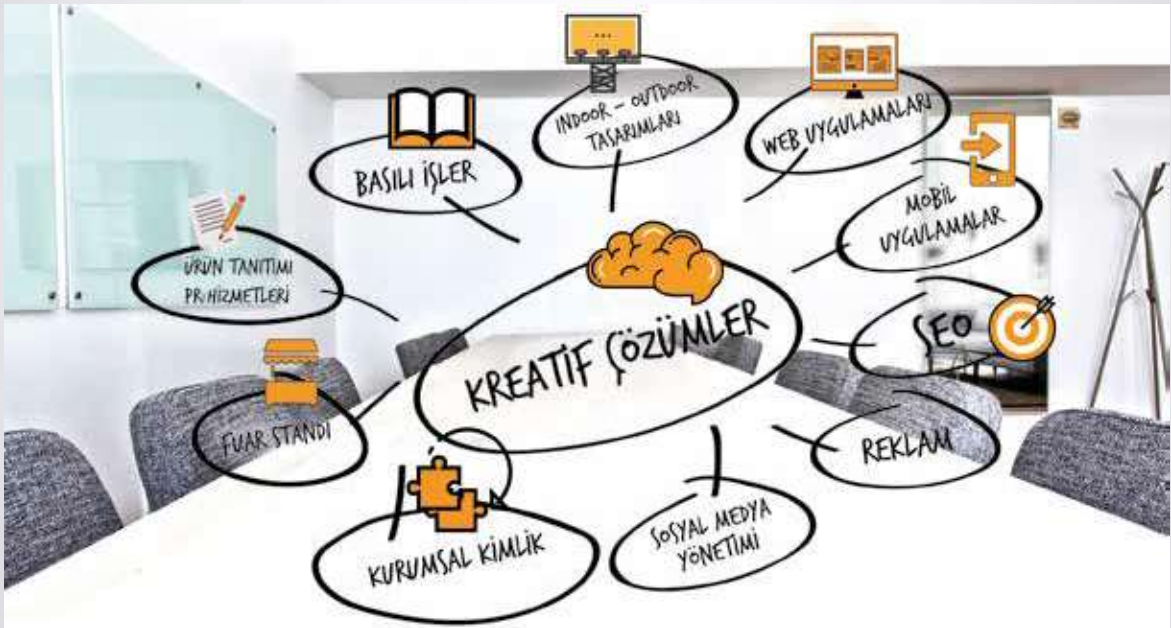 INDOOR - OUTDOOR
TASARIMLARI
WEB UYGULAMALARI
BASILI İŞLER
MOBİL
UYGULAMALAR
ÜRÜN TANITIMI
PR HİZMETLERİ
KREATİF ÇÖZÜMLER
SEO
FUAR STANDI
REKLAM
KURUMSAL KİMLİK
SOSYAL MEDYA
YÖNETİMİ